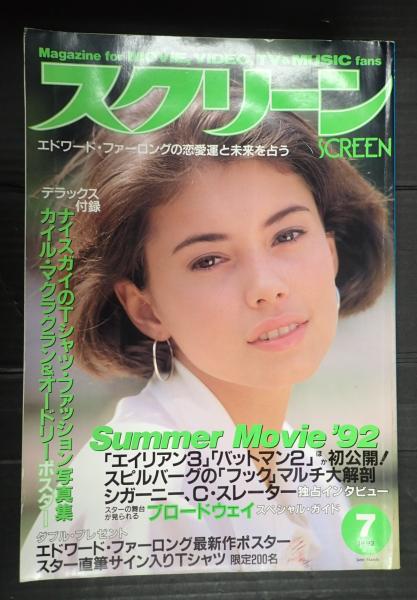 Magazine for MOVIE, VIDEO, TV & MUSIC fans
スクリーン
SCREEN
エドワード・ファーロングの恋愛運と未来を占う
デラックス
付録
ナイスガイのTシャツ・ファッション写真集
カイル・マクラクラン&オードリーポスター
Summer Movie '92
「エイリアン3」「バットマン2」ほか初公開!
スピルバーグの「フック」マルチ大解剖
シガーニー、C・スレーター独占インタビュー
スターの舞台
が見られる
ブロードウェイスペシャル・ガイド
ダブル・プレゼント
エドワード・ファーロング最新作ポスター
スター直筆サイン入りTシャツ 限定200名
7
1992